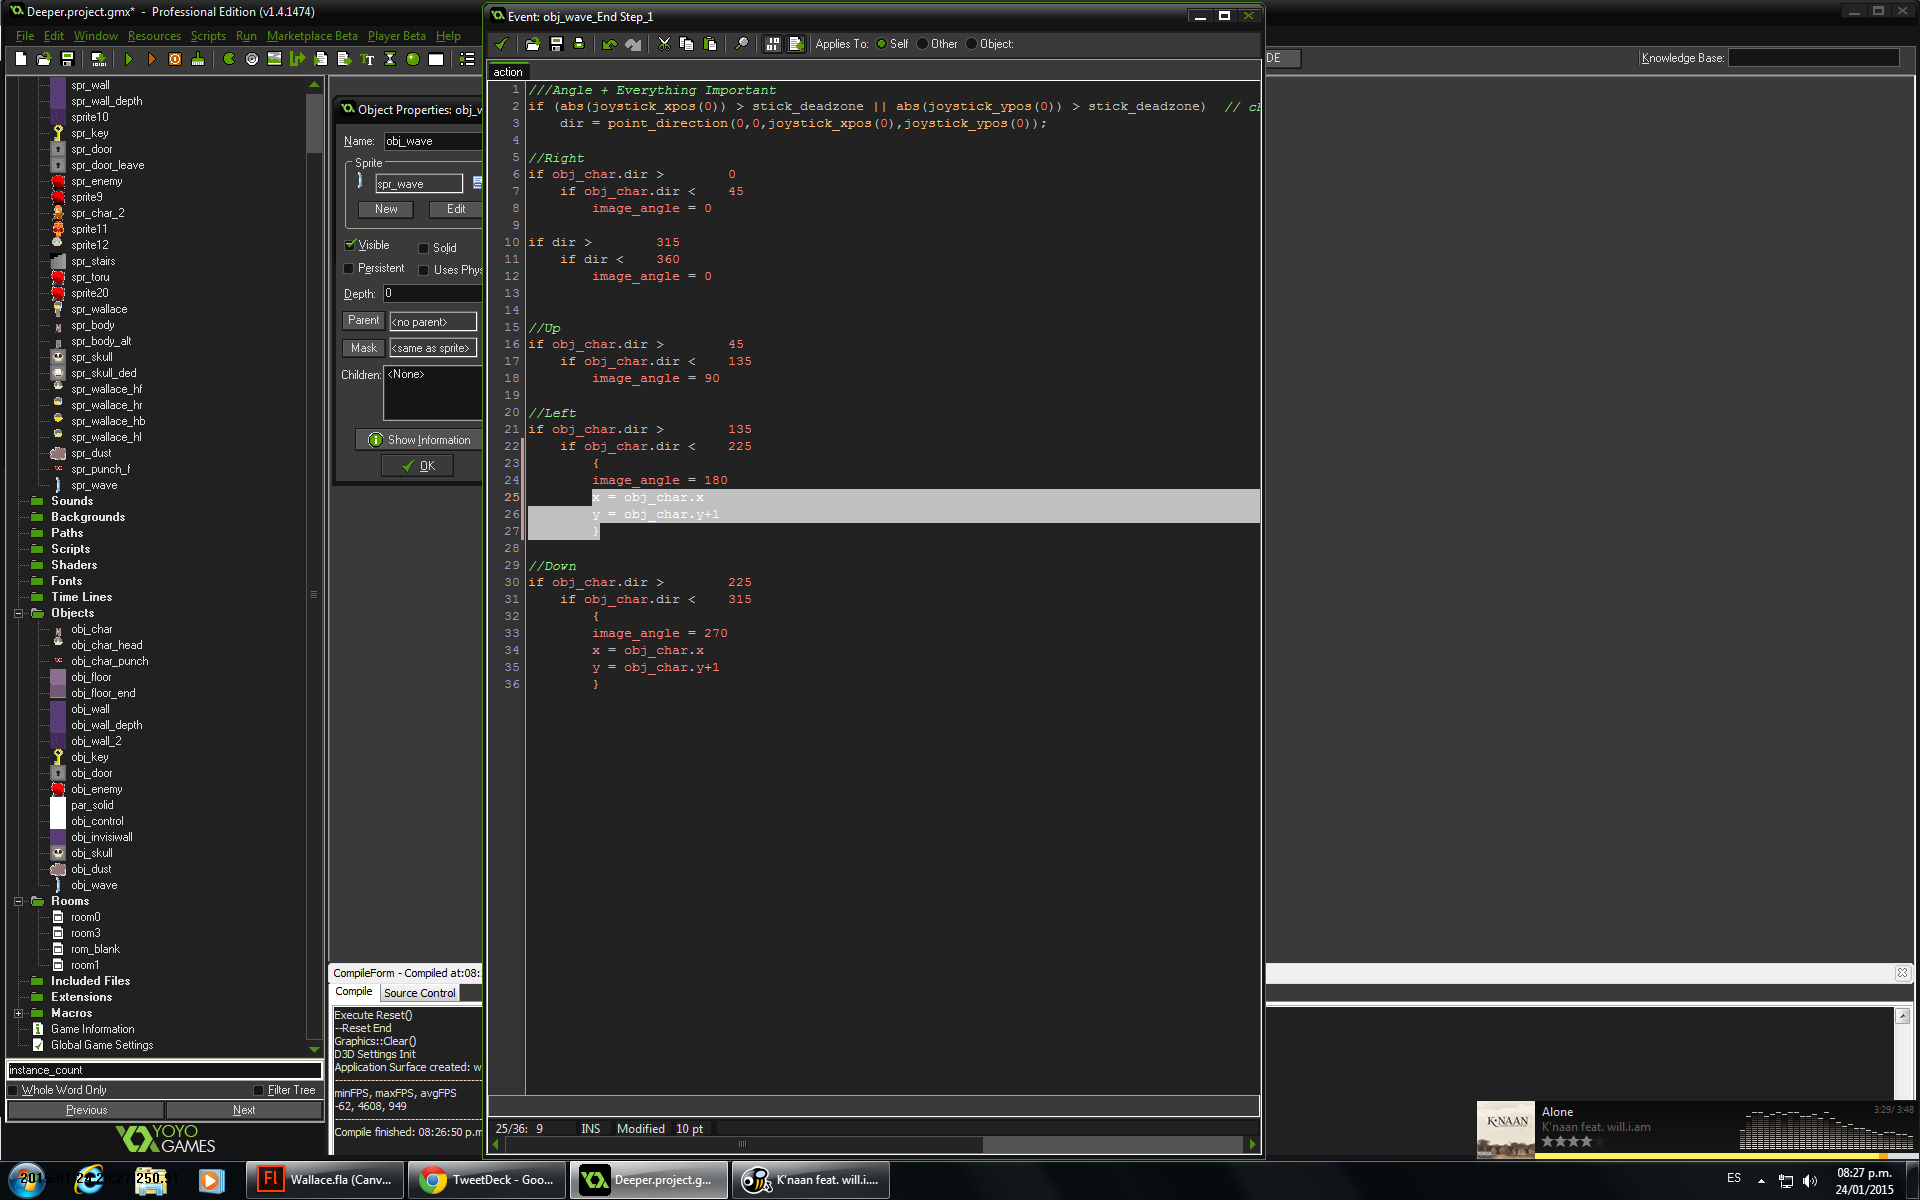 Deeper.project.gmx* - Professional Edition (v1.4.1474)
File Edit Window Resources Scripts Run Marketplace Beta Player Beta Help
Knowledge Base:
spr_wall
spr_wall_depth
sprite10
spr_key
spr_door
spr_door_leave
spr_enemy
sprite9
spr_char_2
sprite11
sprite12
spr_stairs
spr_toru
sprite20
spr_wallace
spr_body
spr_body_alt
spr_skull
spr_skull_ded
spr_wallace_hf
spr_wallace_hr
spr_wallace_hb
spr_wallace_hl
spr_dust
spr_punch_f
spr_wave
Sounds
Backgrounds
Paths
Scripts
Shaders
Fonts
Time Lines
Objects
obj_char
obj_char_head
obj_char_punch
obj_floor
obj_floor_end
obj_wall
obj_wall_depth
obj_wall_2
obj_key
obj_door
obj_enemy
par_solid
obj_control
obj_invisiwall
obj_skull
obj_dust
obj_wave
Rooms
room0
room3
rom_blank
room1
Included Files
Extensions
Macros
Game Information
Global Game Settings
instance_count
Whole Word Only Filter Tree
Previous Next
YOYO
GAMES
Object Properties: obj_w
Name: obj_wave
Sprite
spr_wave
New Edit
Visible Solid
Persistent Uses Phys
Depth: 0
Parent <no parent>
Mask <same as sprite>
Children: <None>
Show Information
OK
CompileForm - Compiled at:08:
Compile Source Control
Execute Reset()
--Reset End
Graphics::Clear()
D3D Settings Init
Application Surface created: w
minFPS, maxFPS, avgFPS
-62, 4608, 949
Compile finished: 08:26:50 p.m
Event: obj_wave_End Step_1
Applies To: Self Other Object:
DE
action
1 ///Angle + Everything Important
2 if (abs(joystick_xpos(0)) > stick_deadzone || abs(joystick_ypos(0)) > stick_deadzone) // cl
3 dir = point_direction(0,0,joystick_xpos(0),joystick_ypos(0));
4
5 //Right
6 if obj_char.dir > 0
7 if obj_char.dir < 45
8 image_angle = 0
9
10 if dir > 315
11 if dir < 360
12 image_angle = 0
13
14
15 //Up
16 if obj_char.dir > 45
17 if obj_char.dir < 135
18 image_angle = 90
19
20 //Left
21 if obj_char.dir > 135
22 if obj_char.dir < 225
23 {
24 image_angle = 180
25 x = obj_char.x
26 y = obj_char.y+1
27 }
28
29 //Down
30 if obj_char.dir > 225
31 if obj_char.dir < 315
32 {
33 image_angle = 270
34 x = obj_char.x
35 y = obj_char.y+1
36 }
25/36: 9 INS Modified 10 pt
K'NAAN
Alone
K'naan feat. will.i.am
3:29/ 3:48
Wallace.fla (Canv...
TweetDeck - Goo...
Deeper.project.g...
K'naan feat. will.i....
ES
08:27 p.m.
24/01/2015